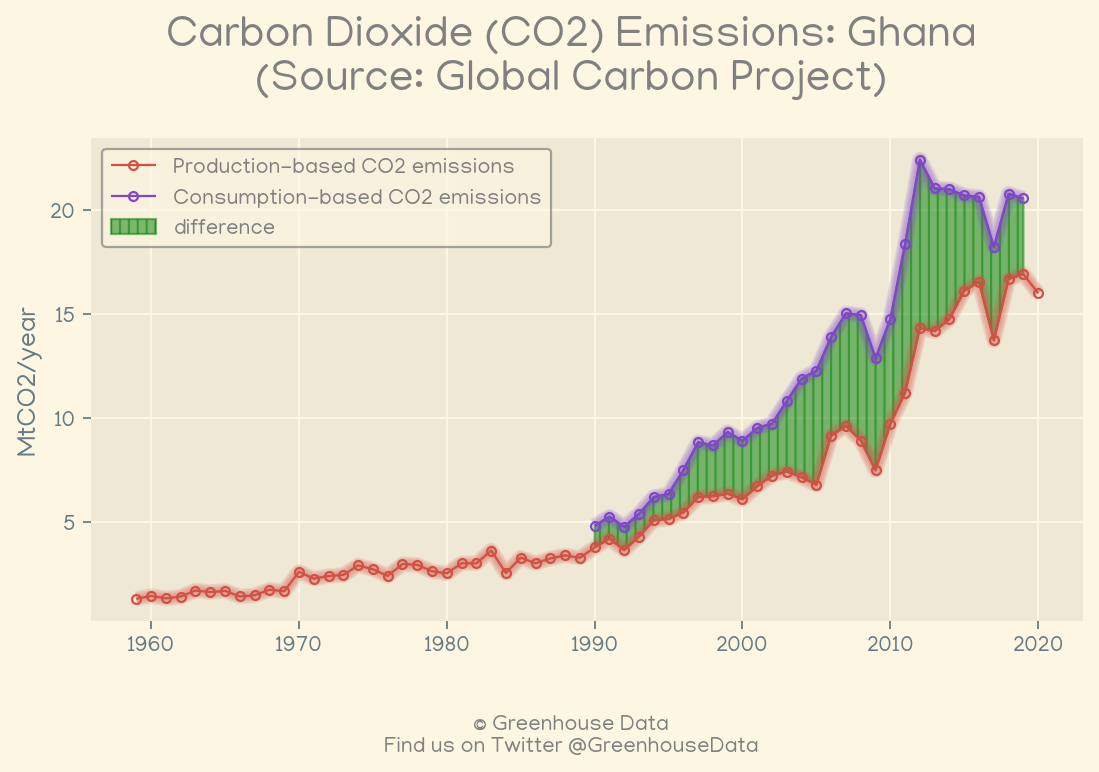 Carbon Dioxide (CO2) Emissions: Ghana
(Source: Global Carbon Project)
Production-based CO2 emissions
Consumption-based CO2 emissions
difference
MtCO2/year
20
15
10
5
1960 1970 1980 1990 2000 2010 2020
© Greenhouse Data
Find us on Twitter @GreenhouseData